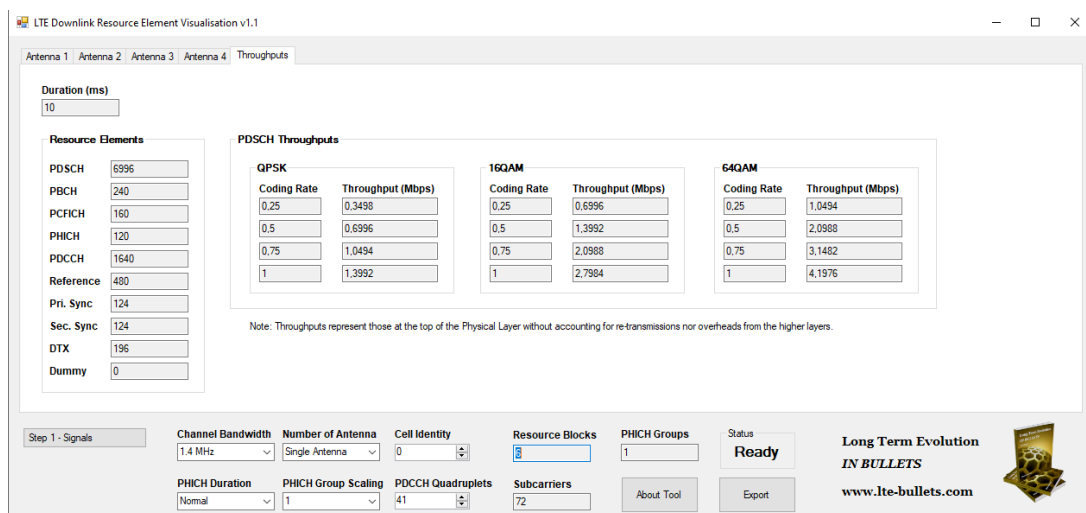 LTE Downlink Resource Element Visualisation v1.1
Antenna 1 Antenna 2 Antenna 3 Antenna 4 Throughputs
Duration (ms)
10
Resource Elements
PDSCH 6996
PBCH 240
PCFICH 160
PHICH 120
PDCCH 1640
Reference 480
Pri. Sync 124
Sec. Sync 124
DTX 196
Dummy 0
PDSCH Throughputs
QPSK
Coding Rate Throughput (Mbps)
0,25 0,3498
0,5 0,6996
0,75 1,0494
1 1,3992
16QAM
Coding Rate Throughput (Mbps)
0,25 0,6996
0,5 1,3992
0,75 2,0988
1 2,7984
64QAM
Coding Rate Throughput (Mbps)
0,25 1,0494
0,5 2,0988
0,75 3,1482
1 4,1976
Note: Throughputs represent those at the top of the Physical Layer without accounting for re-transmissions nor overheads from the higher layers.
Step 1 - Signals
Channel Bandwidth
1.4 MHz
Number of Antenna
Single Antenna
Cell Identity
0
Resource Blocks
6
PHICH Groups
1
Status
Ready
PHICH Duration
Normal
PHICH Group Scaling
1
PDCCH Quadruplets
41
Subcarriers
72
About Tool
Export
Long Term Evolution
IN BULLETS
www.lte-bullets.com